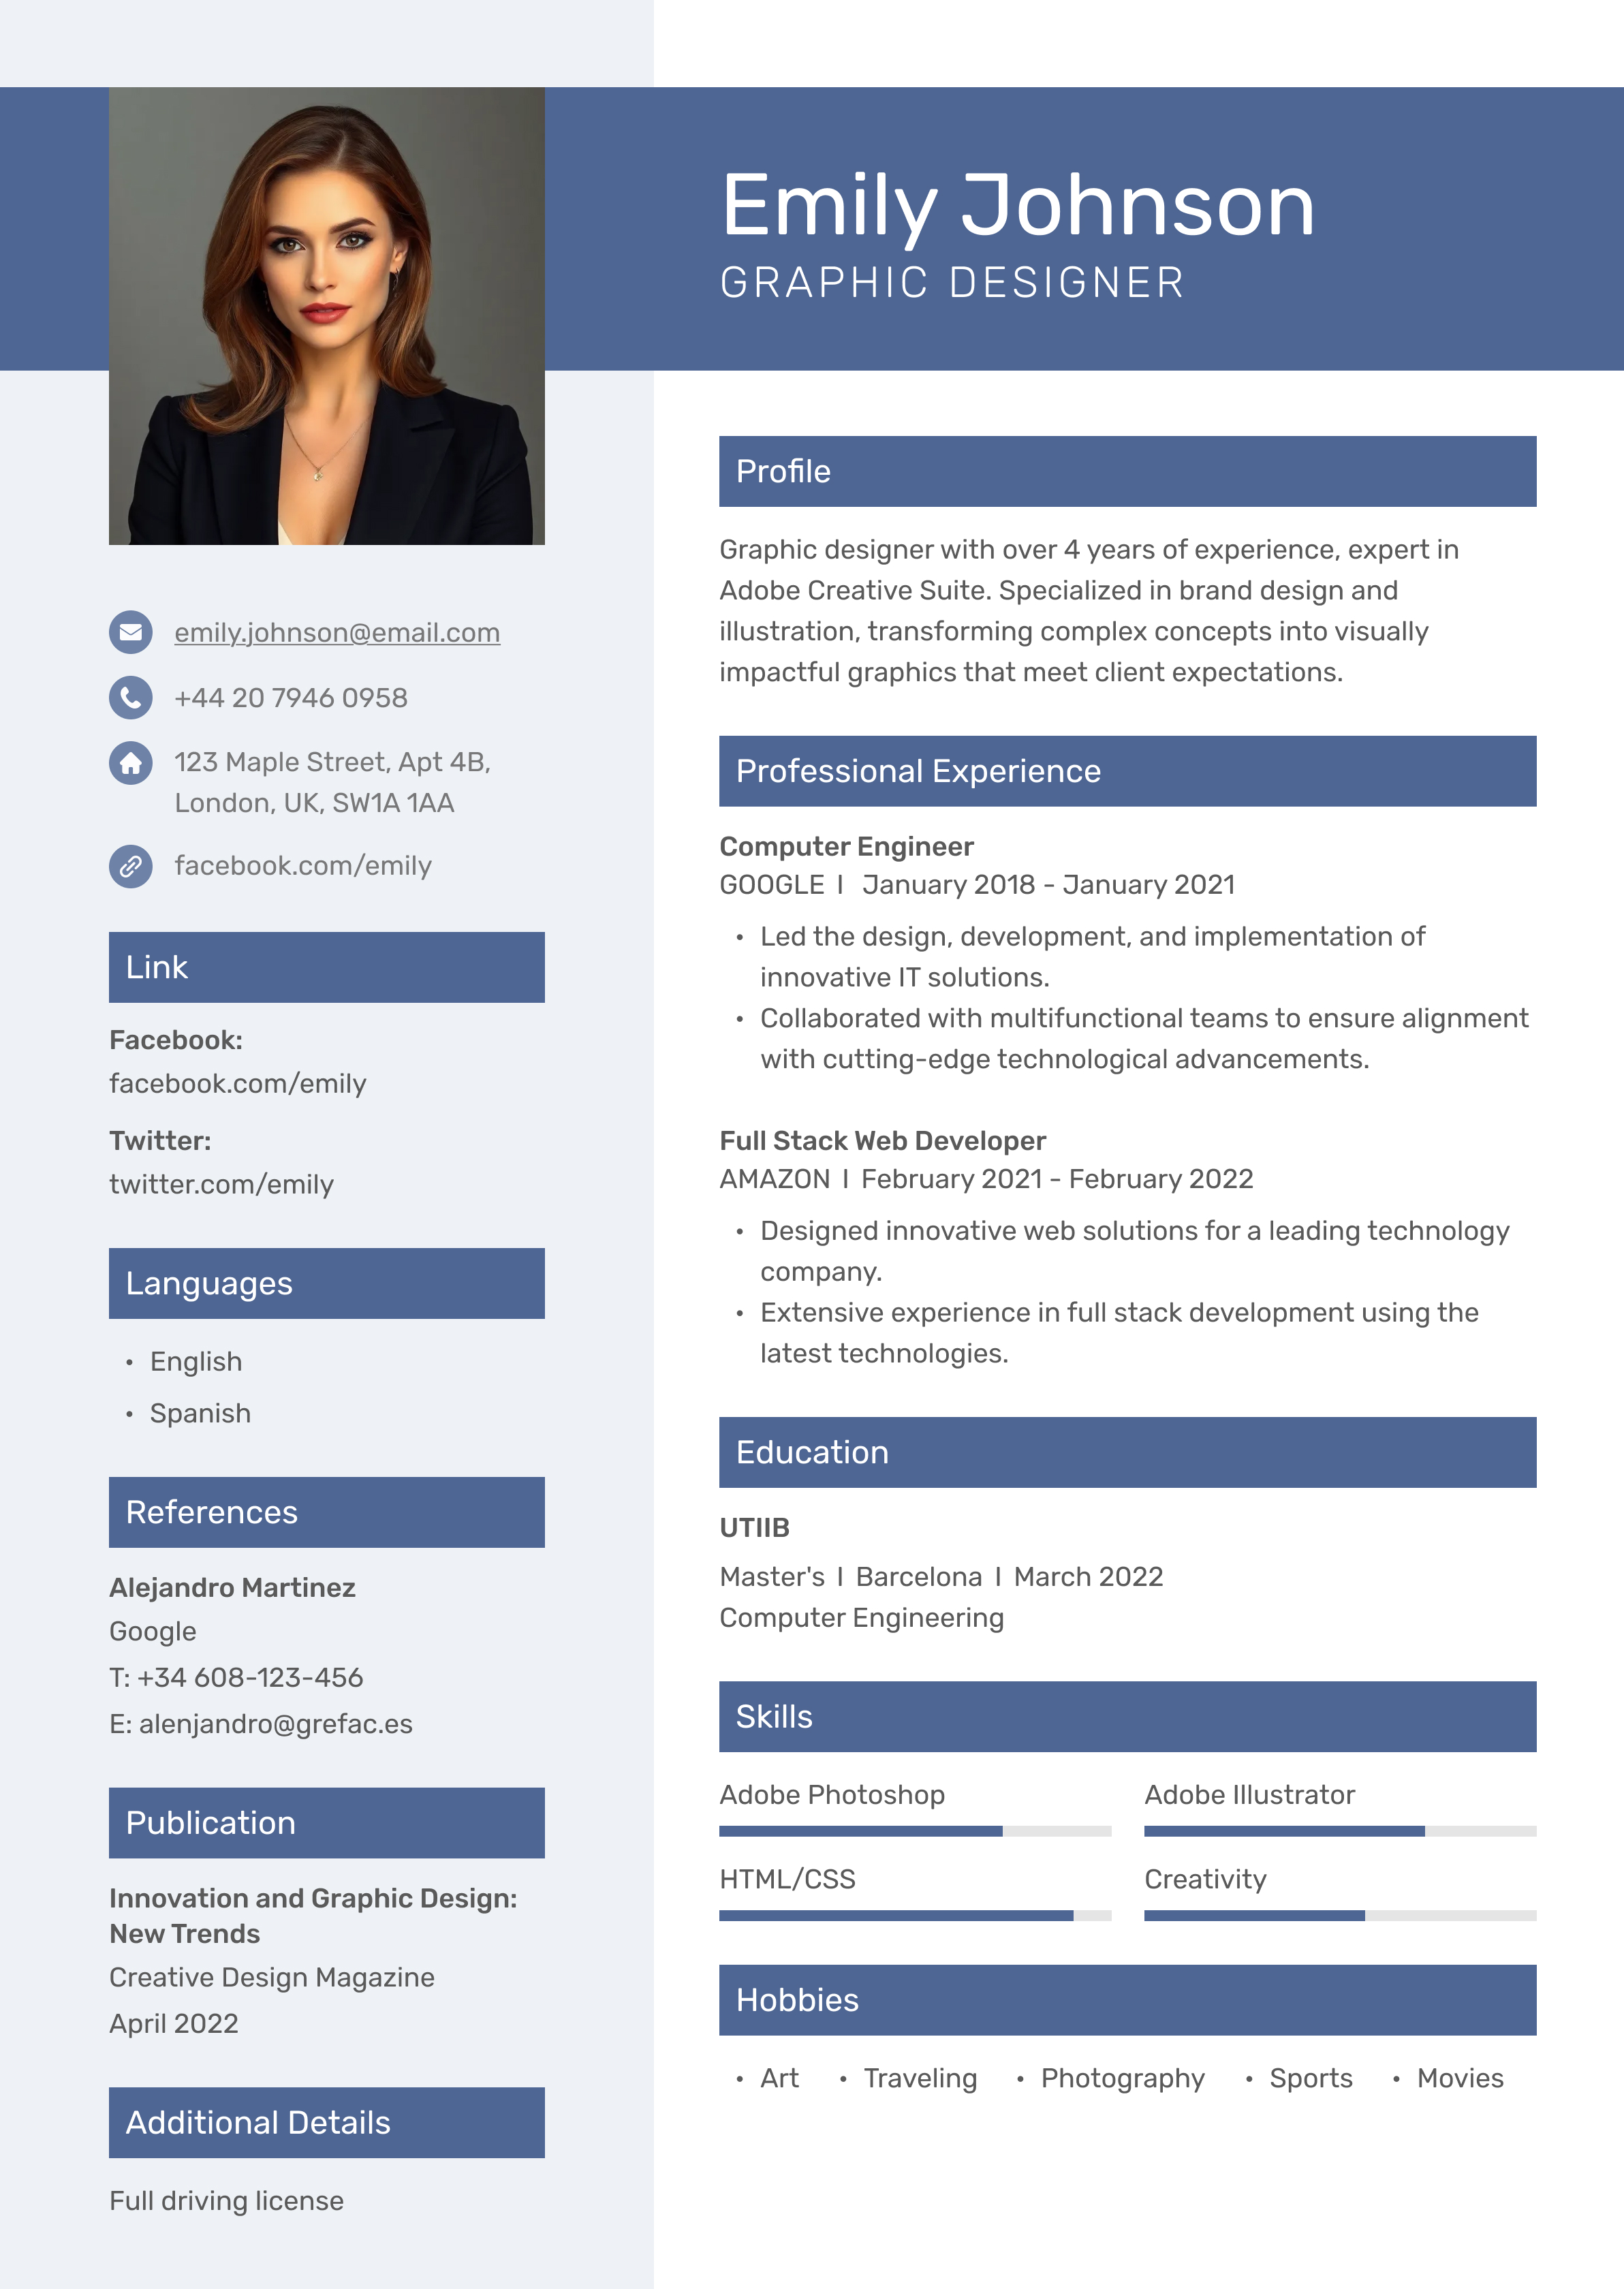 Emily Johnson
GRAPHIC DESIGNER
emily.johnson@email.com
+44 20 7946 0958
123 Maple Street, Apt 4B,
London, UK, SW1A 1AA
facebook.com/emily
Link
Facebook:
facebook.com/emily
Twitter:
twitter.com/emily
Languages
• English
• Spanish
References
Alejandro Martinez
Google
T: +34 608-123-456
E: alenjandro@grefac.es
Publication
Innovation and Graphic Design:
New Trends
Creative Design Magazine
April 2022
Additional Details
Full driving license
Profile
Graphic designer with over 4 years of experience, expert in
Adobe Creative Suite. Specialized in brand design and
illustration, transforming complex concepts into visually
impactful graphics that meet client expectations.
Professional Experience
Computer Engineer
GOOGLE I January 2018 - January 2021
• Led the design, development, and implementation of
innovative IT solutions.
• Collaborated with multifunctional teams to ensure alignment
with cutting-edge technological advancements.
Full Stack Web Developer
AMAZON I February 2021 - February 2022
• Designed innovative web solutions for a leading technology
company.
• Extensive experience in full stack development using the
latest technologies.
Education
UTIIB
Master's I Barcelona I March 2022
Computer Engineering
Skills
Adobe Photoshop Adobe Illustrator
HTML/CSS Creativity
Hobbies
• Art • Traveling • Photography • Sports • Movies